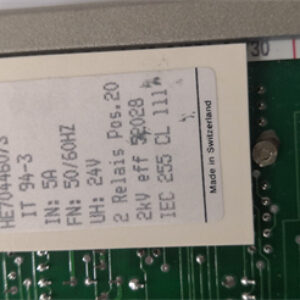 IT 94-3
IN: 5A
FN: 50/60HZ
UH: 24V
2 Relais Pos.20
2kV eff
IEC 255 CL 111
Made in Switzerland
30